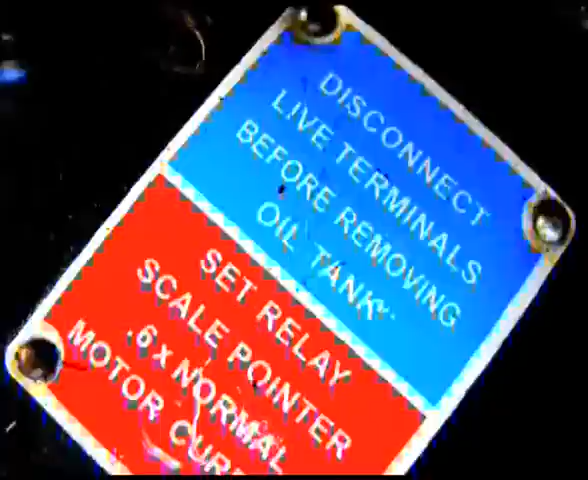 DISCONNECT
LIVE TERMINALS
BEFORE REMOVING
OIL TANK
SET RELAY
SCALE POINTER
.6 x NORMAL
MOTOR